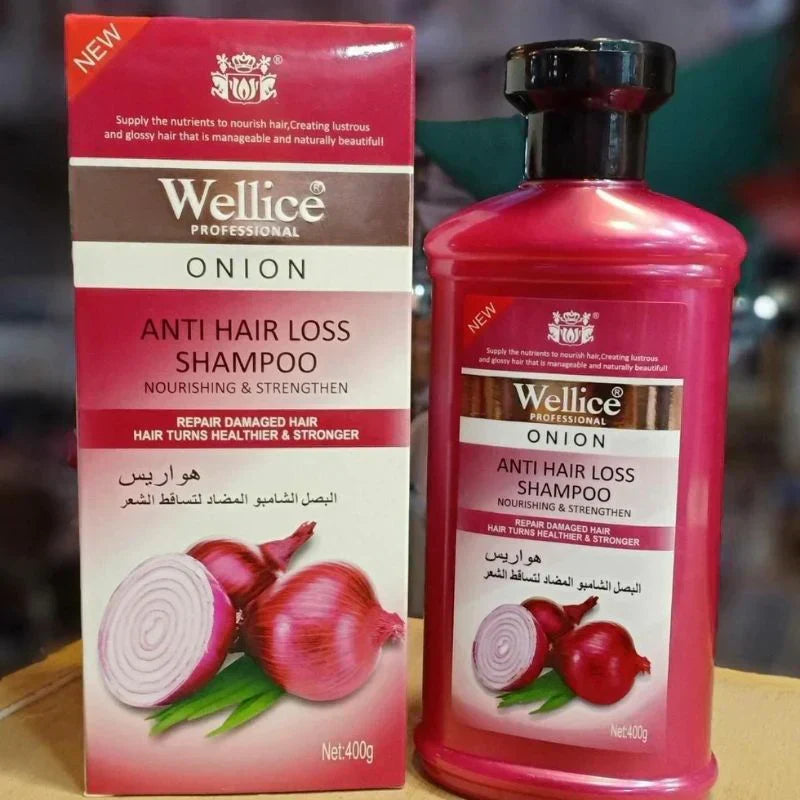 NEW
®
Supply the nutrients to nourish hair,Creating lustrous
and glossy hair that is manageable and naturally beautiful!
Wellice®
PROFESSIONAL
ONION
ANTI HAIR LOSS
SHAMPOO
NOURISHING & STRENGTHEN
REPAIR DAMAGED HAIR
HAIR TURNS HEALTHIER & STRONGER
هواريس
البصل الشامبو المضاد لتساقط الشعر
Net:400g
NEW
®
Supply the nutrients to nourish hair,Creating lustrous
and glossy hair that is manageable and naturally beautiful!
Wellice®
PROFESSIONAL
ONION
ANTI HAIR LOSS
SHAMPOO
NOURISHING & STRENGTHEN
REPAIR DAMAGED HAIR
HAIR TURNS HEALTHIER & STRONGER
هواريس
البصل الشامبو المضاد لتساقط الشعر
Net:400g